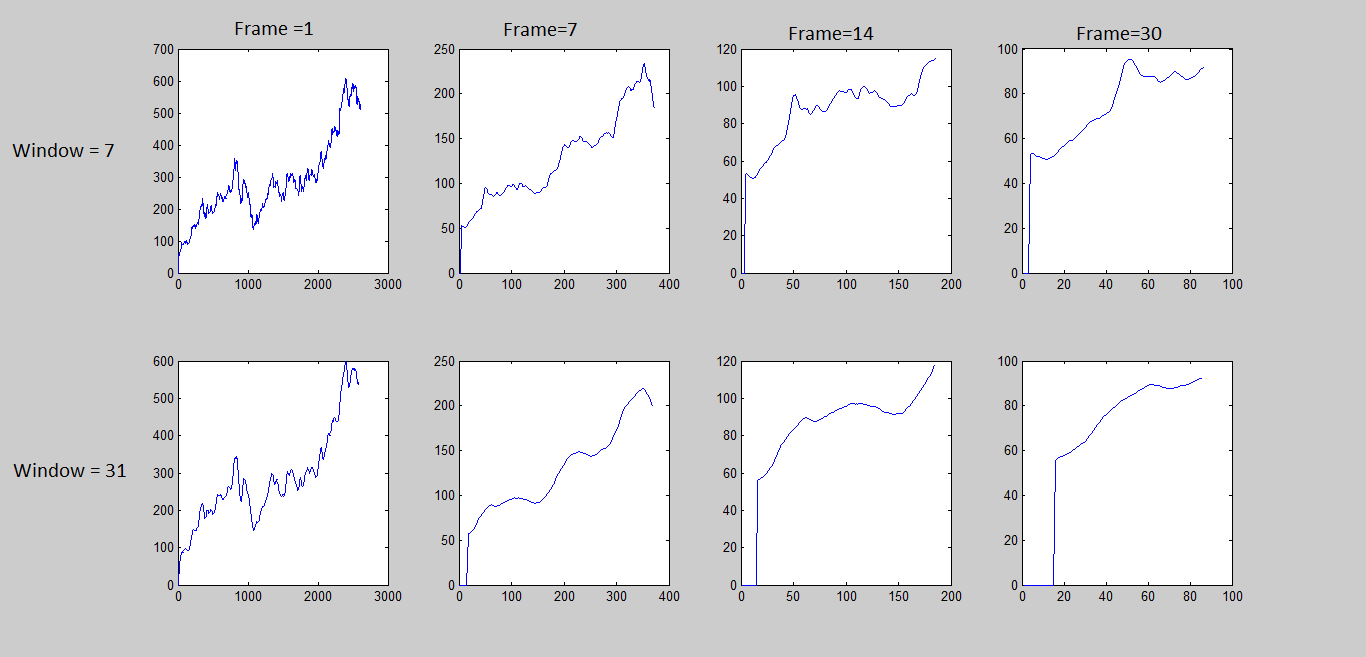 Frame =1 Frame=7 Frame=14 Frame=30
700 250 120 100
600
500 200 100 80
400 150 80 60
300 60
200 100 40 40
100 50 20 20
0 0 0 0
Window = 7
0 1000 2000 3000 0 100 200 300 400 0 50 100 150 200 0 20 40 60 80 100
600 250 120 100
500 200 100 80
400 150 80 60
300 60
Window = 31
200 100 40 40
100 50 20 20
0 0 0 0
0 1000 2000 3000 0 100 200 300 400 0 50 100 150 200 0 20 40 60 80 100